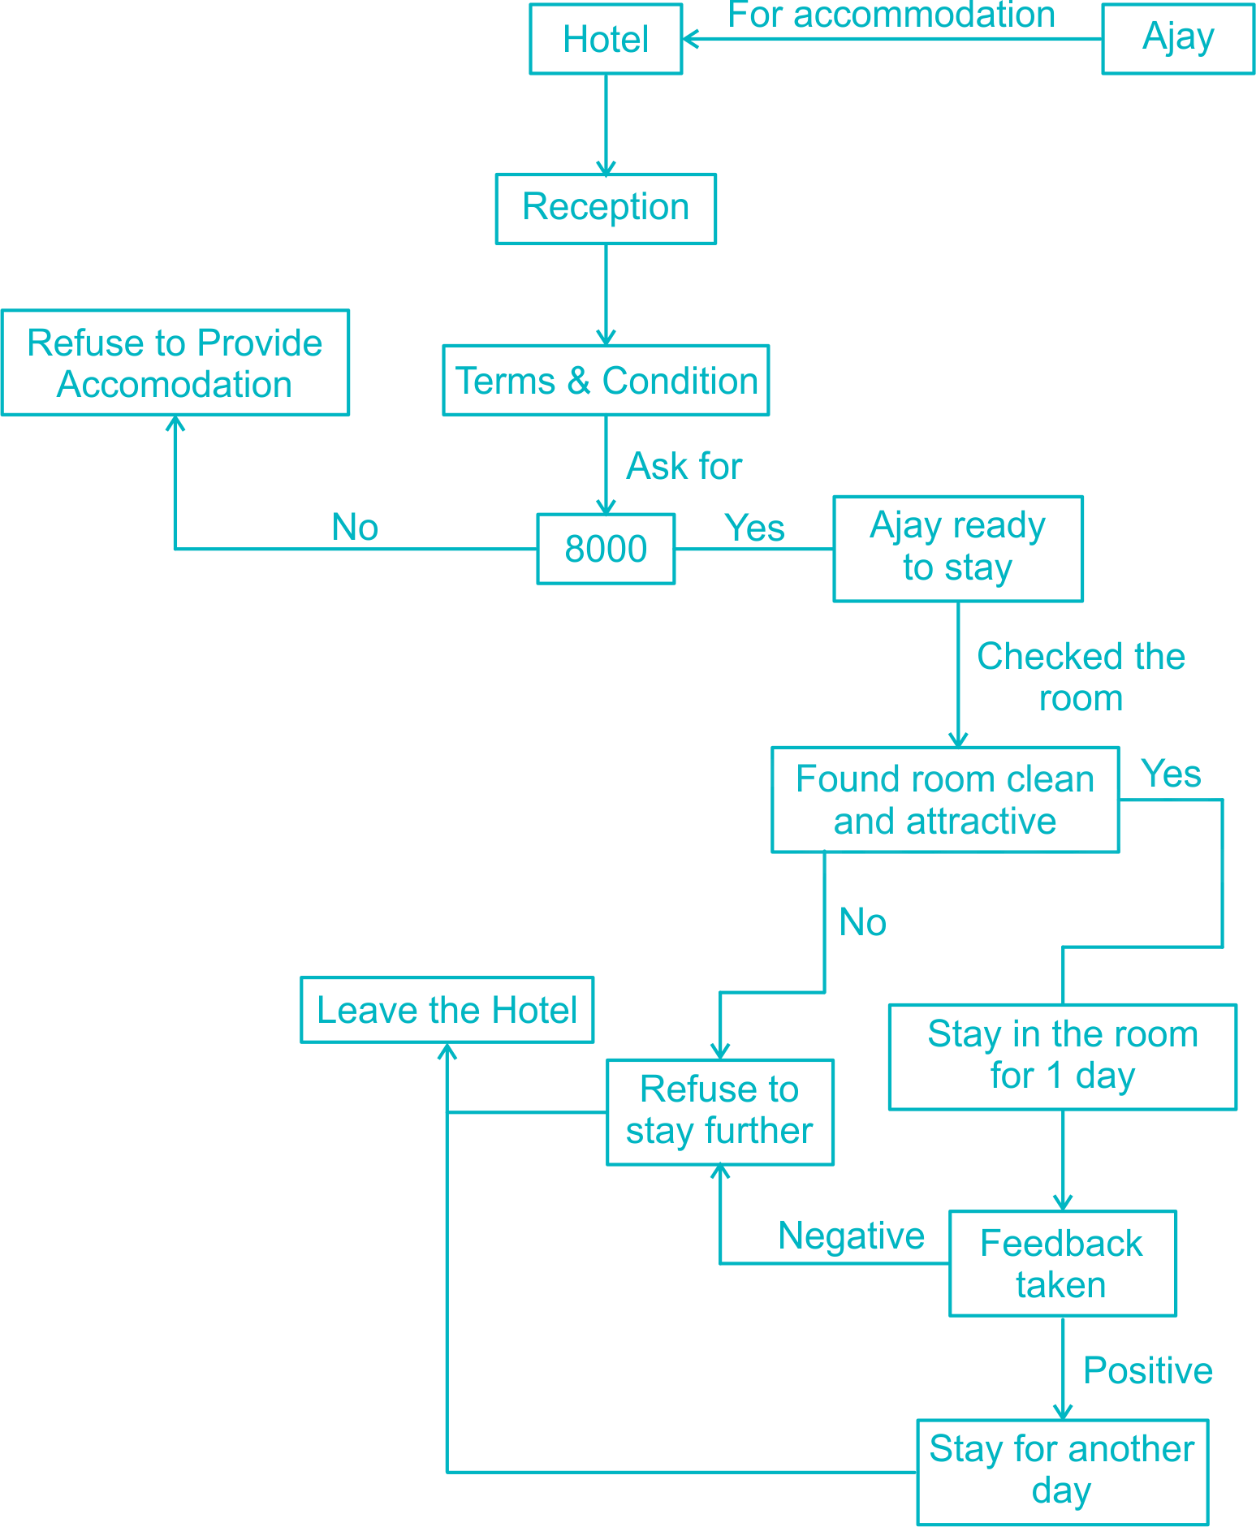 For accommodation
Hotel
Ajay
Reception
Refuse to Provide
Accomodation
Terms & Condition
Ask for
No
8000
Yes
Ajay ready
to stay
Checked the
room
Found room clean
and attractive
Yes
No
Leave the Hotel
Stay in the room
for 1 day
Refuse to
stay further
Negative
Feedback
taken
Positive
Stay for another
day